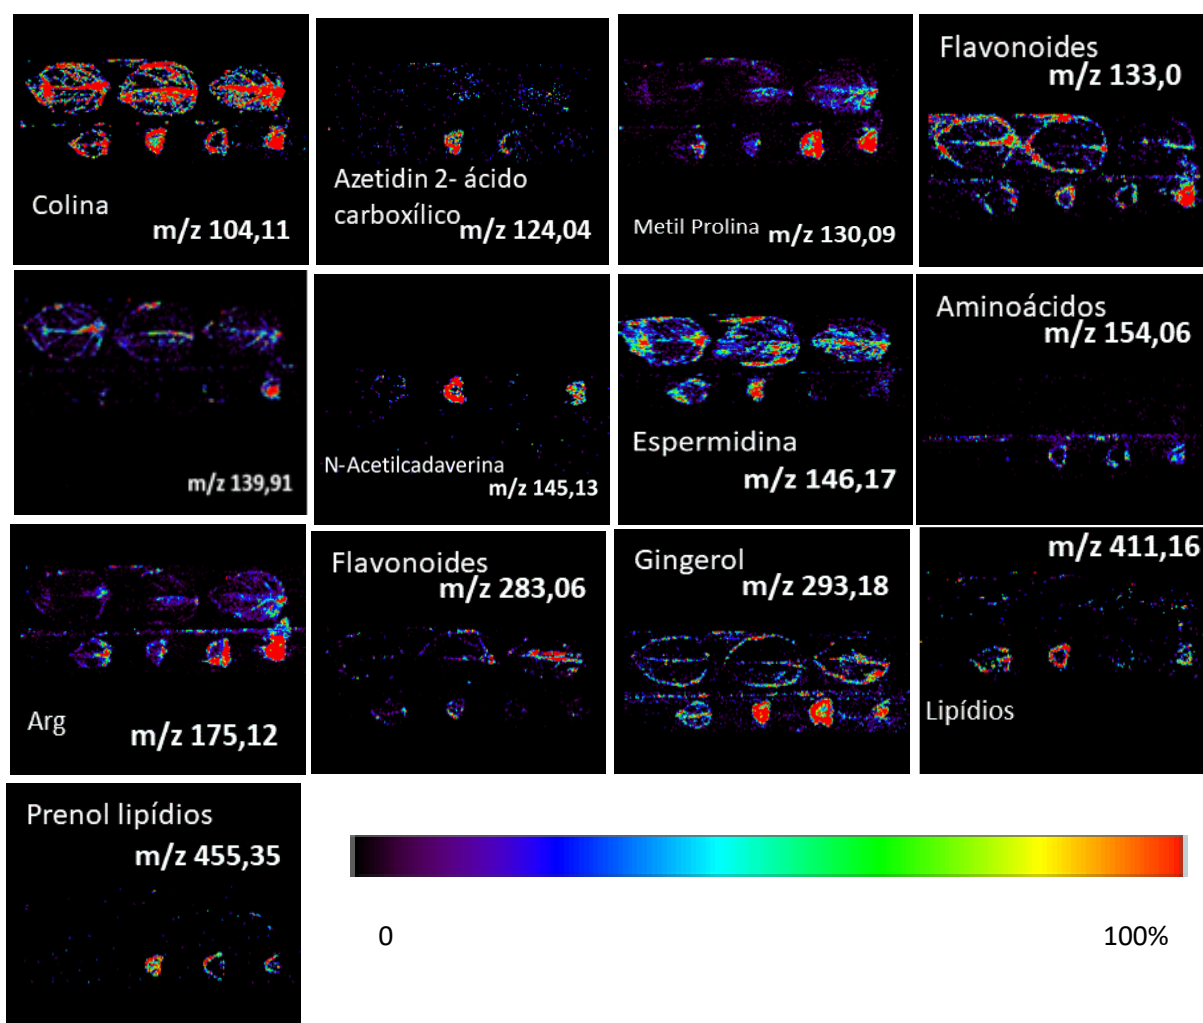 Colina
m/z 104,11
Azetidin 2- ácido
carboxílico
m/z 124,04
Metil Prolina
m/z 130,09
Flavonoides
m/z 133,0
m/z 139,91
N-Acetilcadaverina
m/z 145,13
Espermidina
m/z 146,17
Aminoácidos
m/z 154,06
Arg
m/z 175,12
Flavonoides
m/z 283,06
Gingerol
m/z 293,18
m/z 411,16
Lipídios
Prenol lipídios
m/z 455,35
0
100%